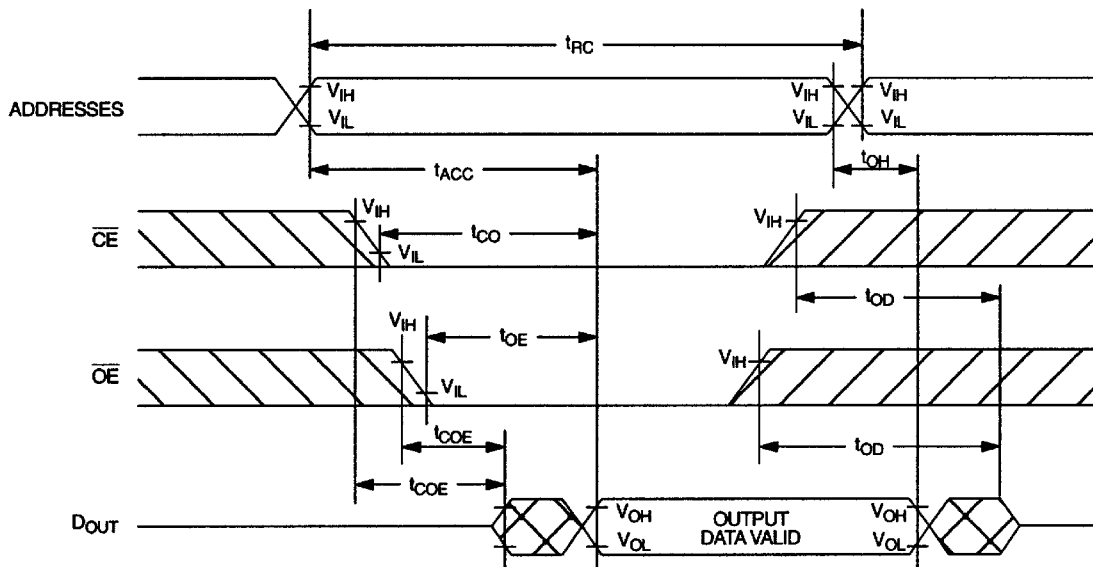 tRC
ADDRESSES
VIH
VIL
VIH
VIL
VIH
VIL
tACC
tOH
CE
VIH
VIL
tCO
VIH
tOD
OE
VIH
VIL
tOE
VIH
tCOE
tOD
tCOE
DOUT
VOH
VOL
OUTPUT
DATA VALID
VOH
VOL